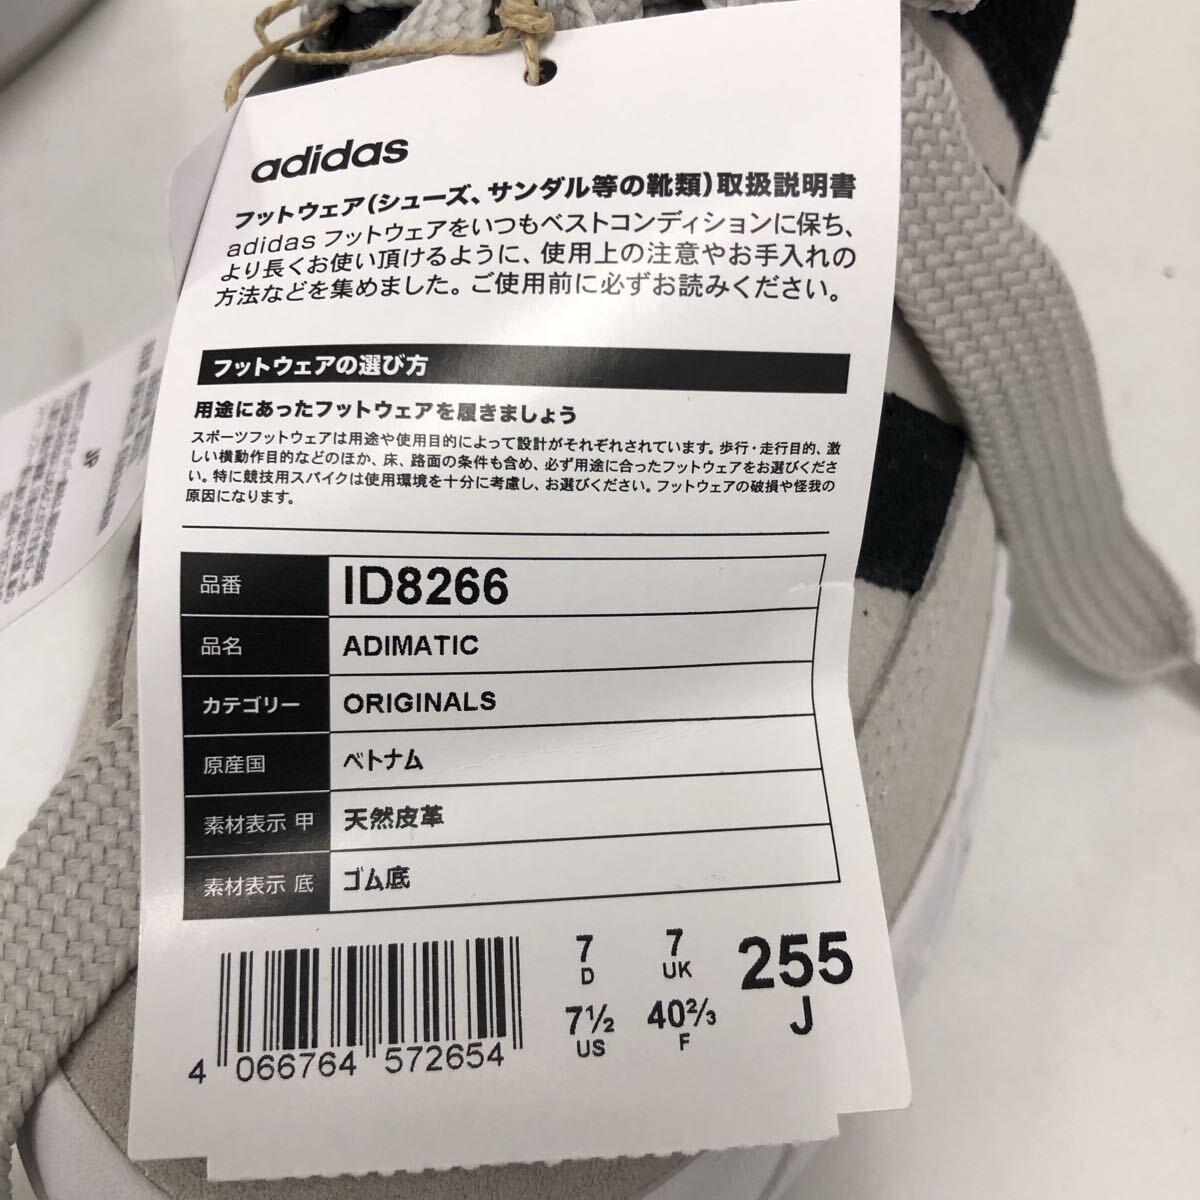 adidas
フットウェア(シューズ、サンダル等の靴類)取扱説明書
adidas フットウェアをいつもベストコンディションに保ち、
より長くお使い頂けるように、使用上の注意やお手入れの
方法などを集めました。ご使用前に必ずお読みください。
フットウェアの選び方
用途にあったフットウェアを履きましょう
スポーツフットウェアは用途や使用目的によって設計がそれぞれされています。歩行・走行目的、激
しい横動作目的などのほか、床、路面の条件も含め、必ず用途に合ったフットウェアをお選びくださ
い。特に競技用スパイクは使用環境を十分に考慮し、お選びください。フットウェアの破損や怪我の
原因になります。
品番 ID8266
品名 ADIMATIC
カテゴリー ORIGINALS
原産国 ベトナム
素材表示 甲 天然皮革
素材表示 底 ゴム底
7 D
7 UK
255 J
7½ US
40⅔ F
4 066764 572654
JP